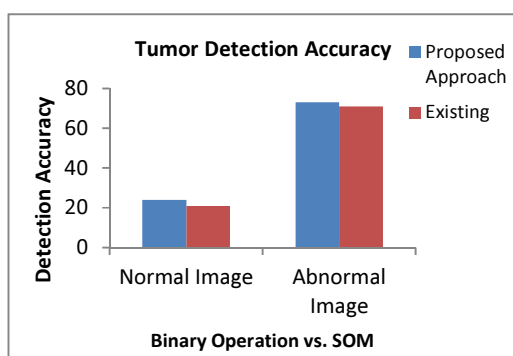 Tumor Detection Accuracy
Proposed
Approach
Existing
Detection Accuracy
80
60
40
20
0
Normal Image
Abnormal
Image
Binary Operation vs. SOM